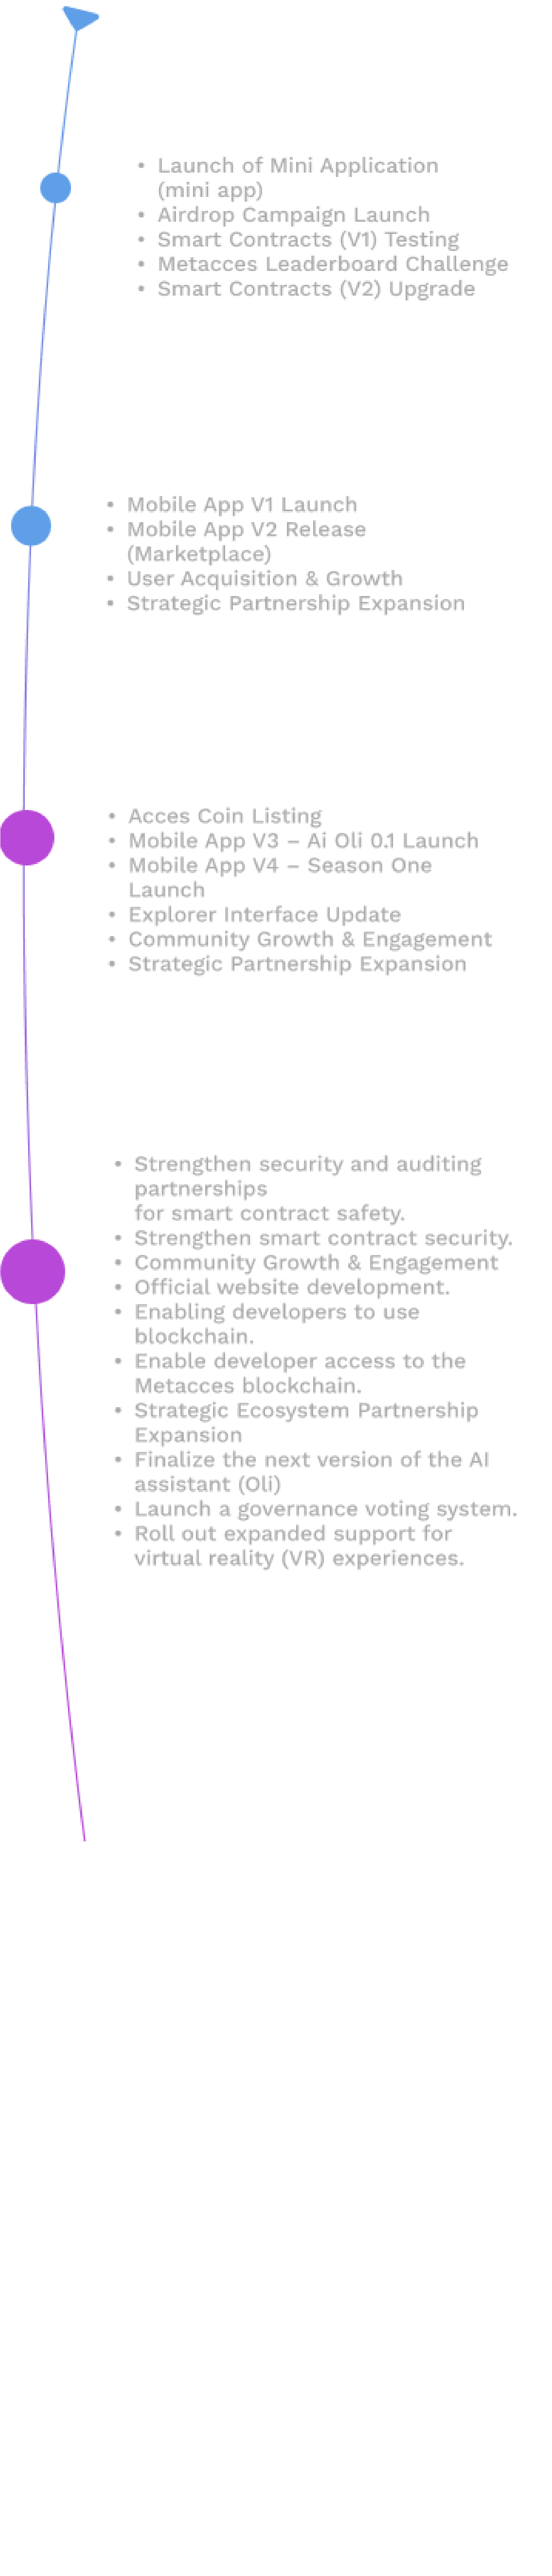 • Launch of Mini Application
(mini app)
• Airdrop Campaign Launch
• Smart Contracts (V1) Testing
• Metacces Leaderboard Challenge
• Smart Contracts (V2) Upgrade
• Mobile App V1 Launch
• Mobile App V2 Release
(Marketplace)
• User Acquisition & Growth
• Strategic Partnership Expansion
• Acces Coin Listing
• Mobile App V3 – Ai Oli 0.1 Launch
• Mobile App V4 – Season One
Launch
• Explorer Interface Update
• Community Growth & Engagement
• Strategic Partnership Expansion
• Strengthen security and auditing
partnerships
for smart contract safety.
• Strengthen smart contract security.
• Community Growth & Engagement
• Official website development.
• Enabling developers to use
blockchain.
• Enable developer access to the
Metacces blockchain.
• Strategic Ecosystem Partnership
Expansion
• Finalize the next version of the AI
assistant (Oli)
• Launch a governance voting system.
• Roll out expanded support for
virtual reality (VR) experiences.